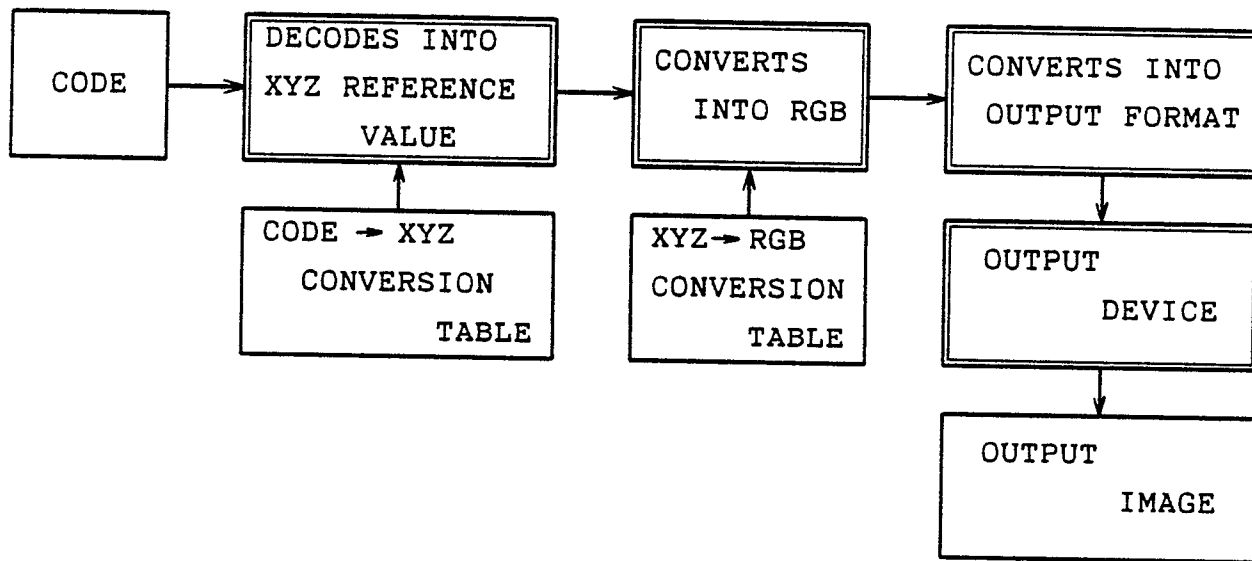 CODE
DECODES INTO
XYZ REFERENCE
VALUE
CONVERTS
INTO RGB
CONVERTS INTO
OUTPUT FORMAT
CODE → XYZ
CONVERSION
TABLE
XYZ→ RGB
CONVERSION
TABLE
OUTPUT
DEVICE
OUTPUT
IMAGE